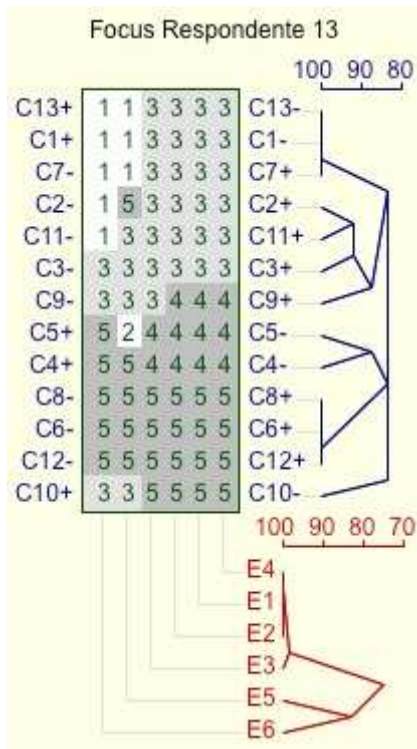 Focus Respondente 13
100 90 80
C13+ 1 1 3 3 3 3 C13-
C1+ 1 1 3 3 3 3 C1-
C7- 1 1 3 3 3 3 C7+
C2- 1 5 3 3 3 3 C2+
C11- 1 3 3 3 3 3 C11+
C3- 3 3 3 3 3 3 C3+
C9- 3 3 3 4 4 4 C9+
C5+ 5 2 4 4 4 4 C5-
C4+ 5 5 4 4 4 4 C4-
C8- 5 5 5 5 5 5 C8+
C6- 5 5 5 5 5 5 C6+
C12- 5 5 5 5 5 5 C12+
C10+ 3 3 5 5 5 5 C10-
100 90 80 70
E4
E1
E2
E3
E5
E6